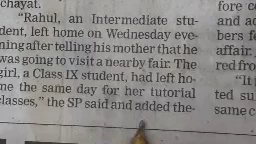 chayat.
"Rahul, an Intermediate stu-
dent, left home on Wednesday eve-
ning after telling his mother that he
was going to visit a nearby fair. The
girl, a Class IX student, had left ho-
me the same day for her tutorial
classes," the SP said and added the-
fore c
and a
bers f
affair.
red fro
"It
ted su
same c